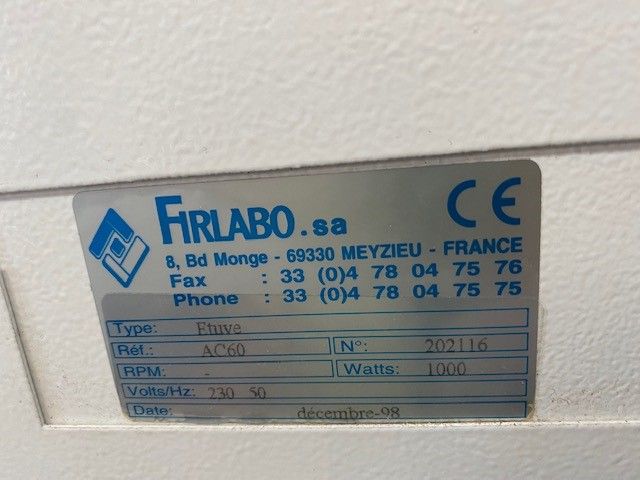 FIRLABO.sa
CE
8, Bd Monge - 69330 MEYZIEU - FRANCE
Fax : 33 (0)4 78 04 75 76
Phone : 33 (0)4 78 04 75 75
Type: Etuve
Réf.: AC60 N°: 202116
RPM: - Watts: 1000
Volts/Hz: 230 50
Date: décembre-98